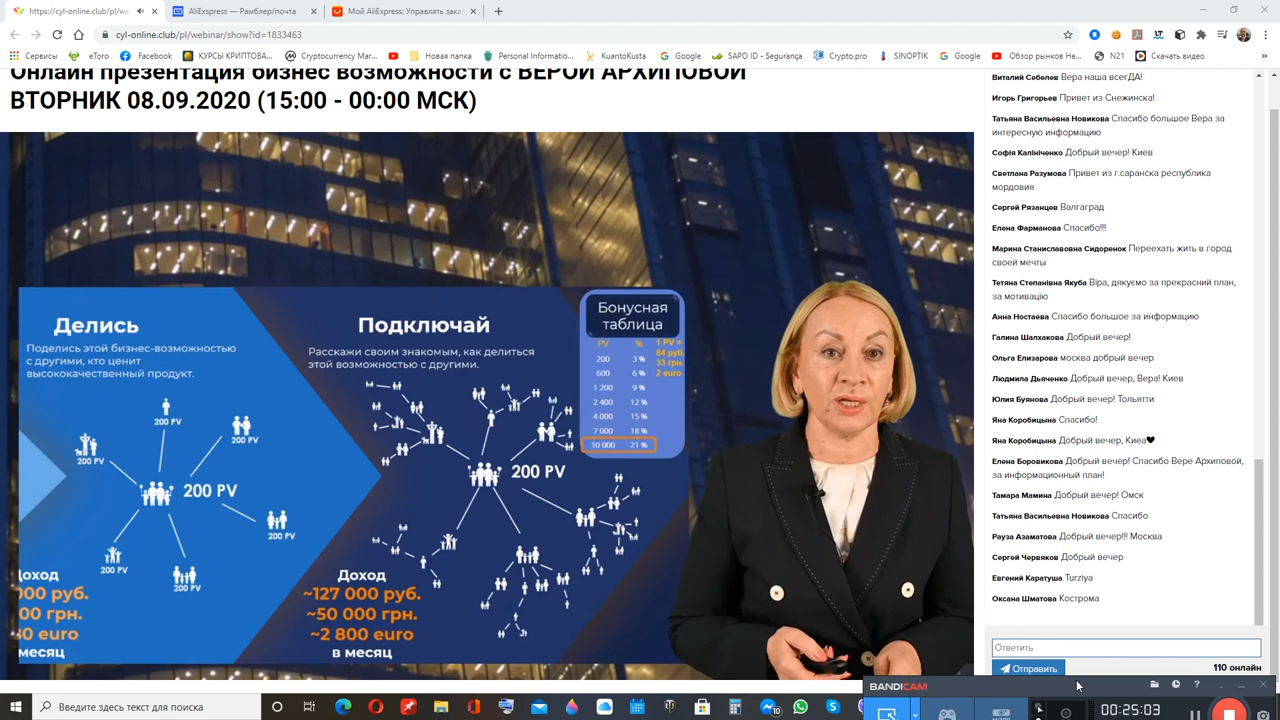 https://cyl-online.club/pl/we
AliExpress — Рамблер/почта
Мой AliExpress: Управлять зака
cyl-online.club/pl/webinar/show?id=1833463
Сервисы
eToro
Facebook
КУРСЫ КРИПТОВА...
Cryptocurrency Mar...
Новая папка
Personal Informatio...
KuantoKusta
Google
SAPO ID - Segurança
Crypto.pro
SINOPTIK
Google
Обзор рынков Не...
N21
Скачать видео
Онлайн презентация бизнес возможности с ВЕРОЙ АРХИПОВОЙ
ВТОРНИК 08.09.2020 (15:00 - 00:00 МСК)
Делись
Поделись этой бизнес-возможностью
с другими, кто ценит
высококачественный продукт.
200 PV
200 PV
200 PV
200 PV
200 PV
200 PV
200 PV
Доход
000 руб.
00 грн.
0 euro
месяц
Подключай
Расскажи своим знакомым, как делиться
этой возможностью с другими.
200 PV
Доход
~127 000 руб.
~50 000 грн.
~2 800 euro
в месяц
Бонусная
таблица
PV %
200 3 %
600 6 %
1 200 9 %
2 400 12 %
4 000 15 %
7 000 18 %
10 000 21 %
1 PV =
84 руб.
33 грн.
2 euro
Виталий Себелев Вера наша всегДА!
Игорь Григорьев Привет из Снежинска!
Татьяна Васильевна Новикова Спасибо большое Вера за
интересную информацию
Софія Калініченко Добрый вечер! Киев
Светлана Разумова Привет из г.саранска республика
мордовия
Сергей Рязанцев Валгаград
Елена Фарманова Спасибо!!!
Марина Станиславовна Сидоренок Переехать жить в город
своей мечты
Тетяна Степанівна Якуба Віра, дякуємо за прекрасний план,
за мотивацію
Анна Ностаева Спасибо большое за информацию
Галина Шалхакова Добрый вечер!
Ольга Елизарова москва добрый вечер
Людмила Дьяченко Добрый вечер, Вера! Киев
Юлия Буянова Добрый вечер! Тольятти
Яна Коробицына Спасибо!
Яна Коробицына Добрый вечер, Киеа🖤
Елена Боровикова Добрый вечер! Спасибо Вере Архиповой,
за информационный план!
Тамара Мамина Добрый вечер! Омск
Татьяна Васильевна Новикова Спасибо
Рауза Азаматова Добрый вечер!!! Москва
Сергей Червяков Добрый вечер
Евгений Каратуша Turziya
Оксана Шматова Кострома
Ответить
Отправить
110 онлайн
BANDICAM
00:25:03
Введите здесь текст для поиска
10